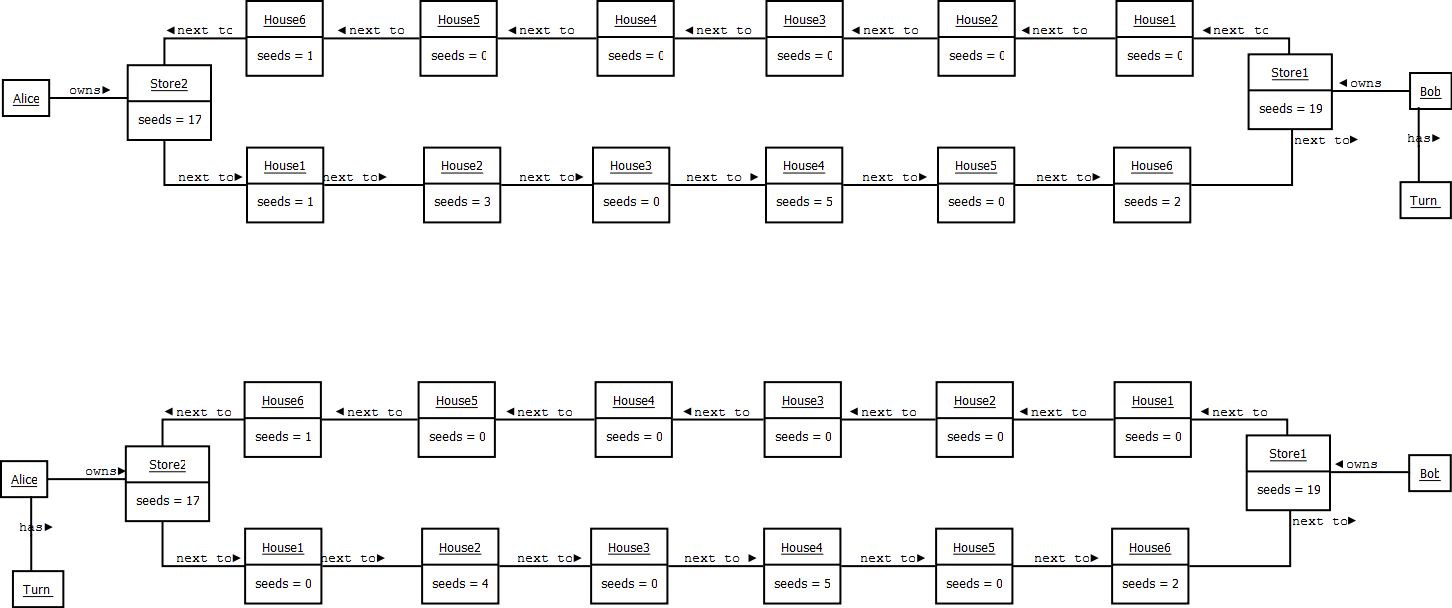 House6 House5 House4 House3 House2 House1
◄next to ◄next to ◄next to ◄next to ◄next to ◄next to ◄next to
seeds = 1 seeds = 0 seeds = 0 seeds = 0 seeds = 0 seeds = 0
Store2 Store1
Alice owns► ◄owns Bob
seeds = 17 seeds = 19
has►
next to►
House1 House2 House3 House4 House5 House6
next to► next to► next to► next to► next to► next to►
seeds = 1 seeds = 3 seeds = 0 seeds = 5 seeds = 0 seeds = 2
Turn
House6 House5 House4 House3 House2 House1
◄next to ◄next to ◄next to ◄next to ◄next to ◄next to ◄next to
seeds = 1 seeds = 0 seeds = 0 seeds = 0 seeds = 0 seeds = 0
Store2 Store1
Alice owns► ◄owns Bob
seeds = 17 seeds = 19
has► next to►
House1 House2 House3 House4 House5 House6
next to► next to► next to► next to► next to► next to►
seeds = 0 seeds = 4 seeds = 0 seeds = 5 seeds = 0 seeds = 2
Turn